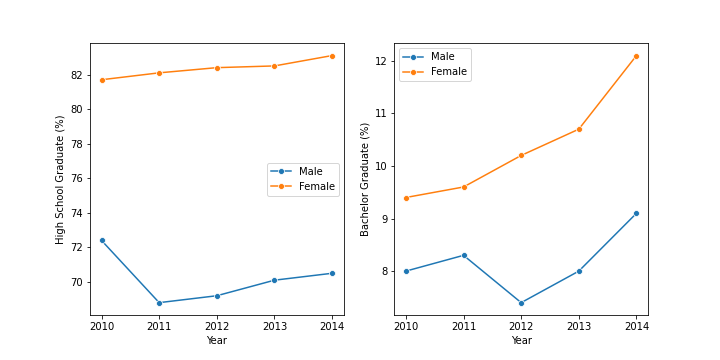 High School Graduate (%)
82
80
78
76
74
72
70
Male
Female
2010 2011 2012 2013 2014
Year
Bachelor Graduate (%)
12
11
10
9
8
Male
Female
2010 2011 2012 2013 2014
Year